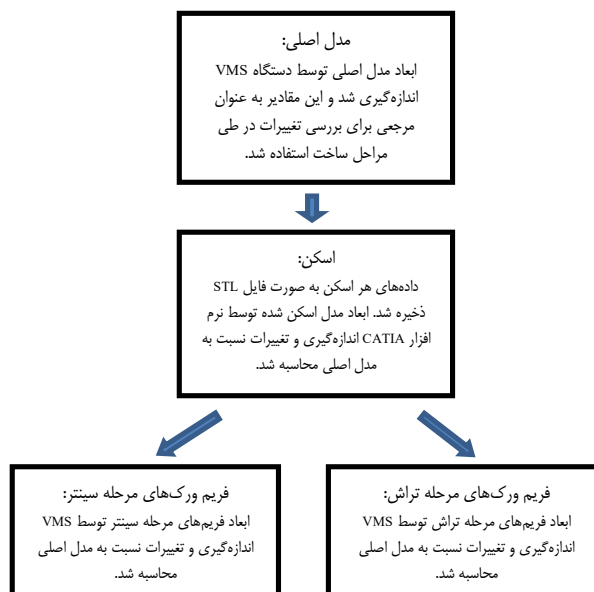 مدل اصلی:
ابعاد مدل اصلی توسط دستگاه VMS
اندازه‌گیری شد و این مقادیر به عنوان
مرجعی برای بررسی تغییرات در طی
مراحل ساخت استفاده شد.
اسکن:
داده‌های هر اسکن به صورت فایل STL
ذخیره شد. ابعاد مدل اسکن شده توسط نرم
افزار CATIA اندازه‌گیری و تغییرات نسبت به
مدل اصلی محاسبه شد.
فریم ورک‌های مرحله تراش:
ابعاد فریم‌های مرحله تراش توسط VMS
اندازه‌گیری و تغییرات نسبت به مدل اصلی
محاسبه شد.
فریم ورک‌های مرحله سینتر:
ابعاد فریم‌های مرحله سینتر توسط VMS
اندازه‌گیری و تغییرات نسبت به مدل اصلی
محاسبه شد.